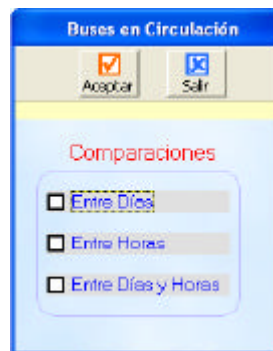 Buses en Circulación
Aceptar Salir
Comparaciones
Entre Días
Entre Horas
Entre Días y Horas